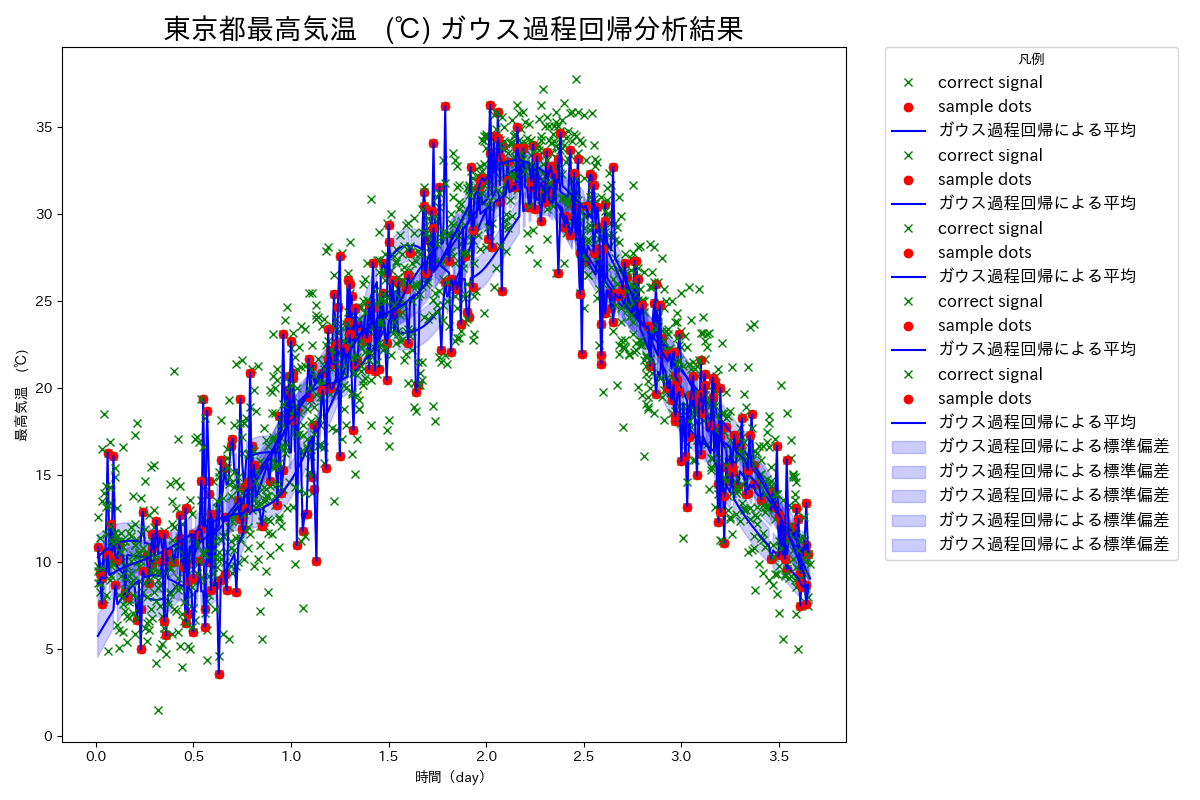 東京都最高気温　(℃) ガウス過程回帰分析結果
最高気温　(℃)
35
30
25
20
15
10
5
0
0.0 0.5 1.0 1.5 2.0 2.5 3.0 3.5
時間（day）
凡例
correct signal
sample dots
ガウス過程回帰による平均
correct signal
sample dots
ガウス過程回帰による平均
correct signal
sample dots
ガウス過程回帰による平均
correct signal
sample dots
ガウス過程回帰による平均
correct signal
sample dots
ガウス過程回帰による平均
ガウス過程回帰による標準偏差
ガウス過程回帰による標準偏差
ガウス過程回帰による標準偏差
ガウス過程回帰による標準偏差
ガウス過程回帰による標準偏差